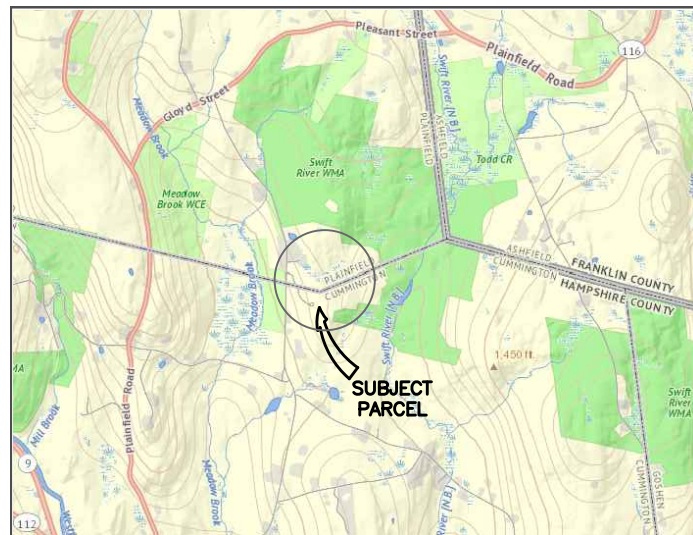 Pleasant Street
Plainfield Road
116
Gloyd Street
Meadow Brook
Swift River [N.B.]
ASHFIELD
PLAINFIELD
Todd CR
Swift
River WMA
Meadow
Brook WCE
PLAINFIELD
CUMMINGTON
ASHFIELD
CUMMINGTON
FRANKLIN COUNTY
HAMPSHIRE COUNTY
Meadow Brook
Swift River [N.B.]
1,450 ft
SUBJECT
PARCEL
Plainfield Road
Mill Brook
Swift
River
WMA
9
Meadow Brook
Swift River [N.B.]
CUMMINGTON
GOSHEN
112